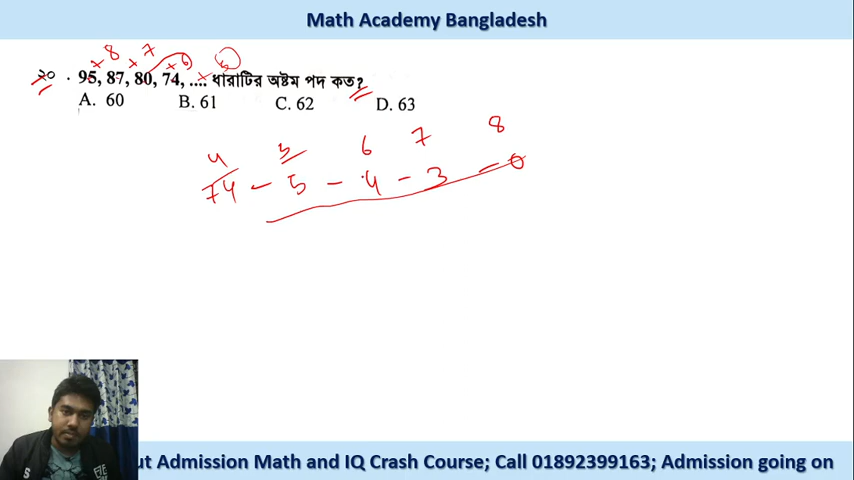 Math Academy Bangladesh
8 7 6 5
২০ . 95, 87, 80, 74, .... ধারাটির অষ্টম পদ কত?
A. 60 B. 61 C. 62 D. 63
4 5 6 7 8
74 - 5 - 4 - 3 -
ut Admission Math and IQ Crash Course; Call 01892399163; Admission going on